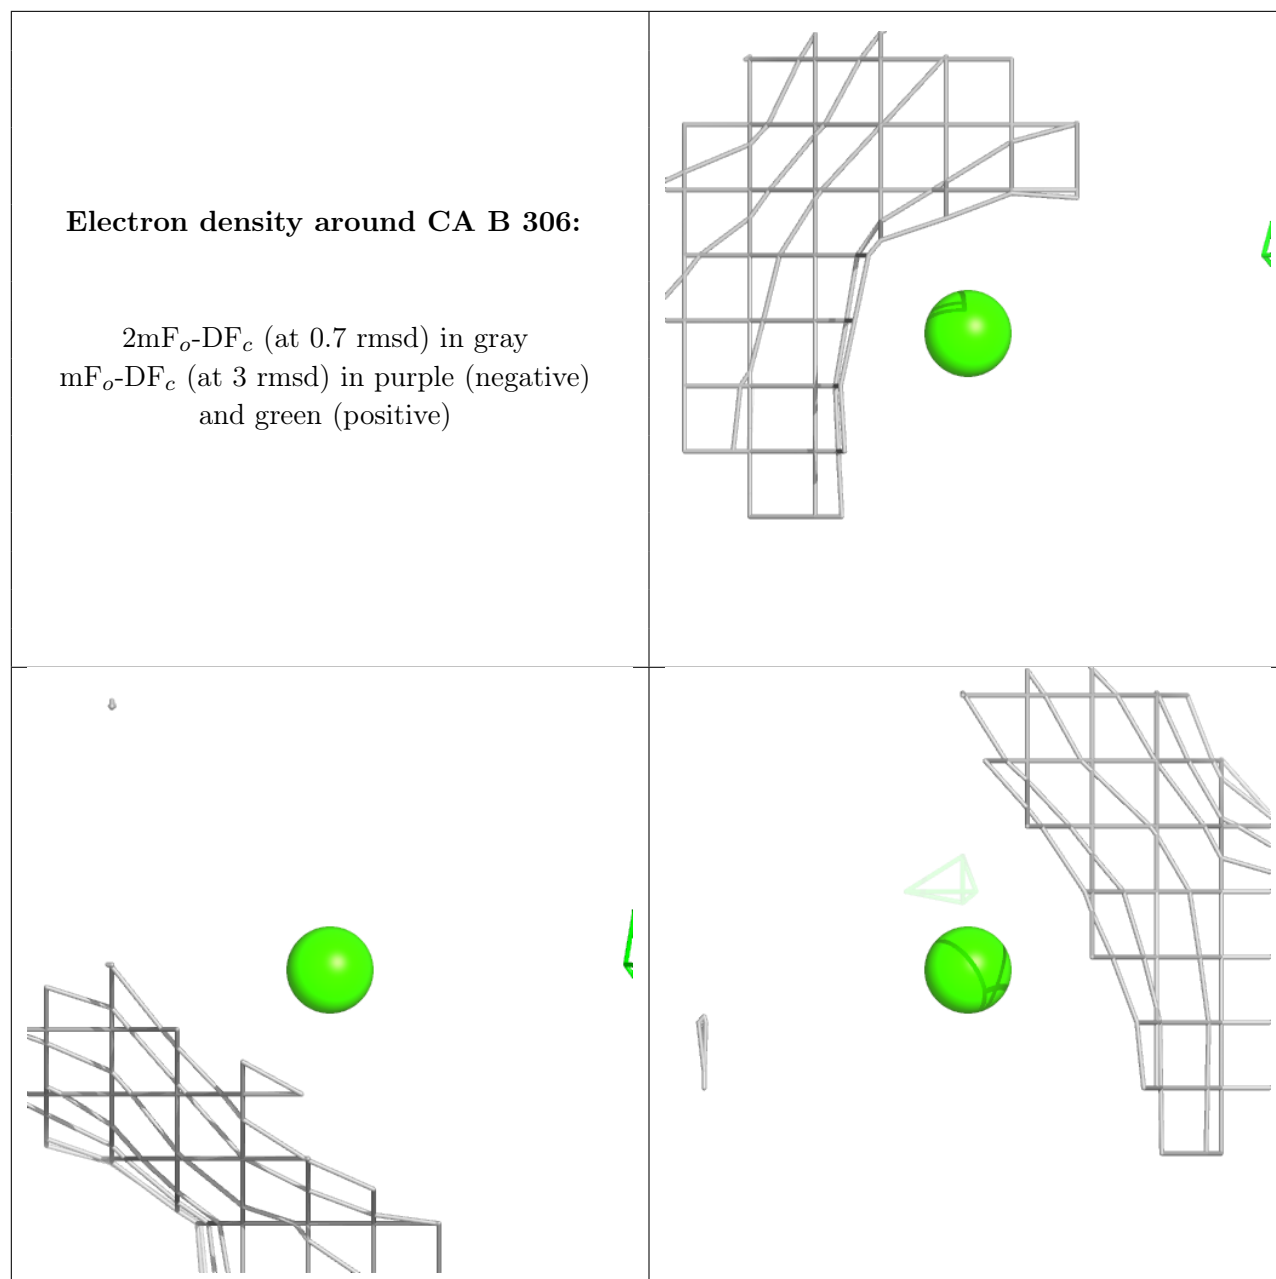 Electron density around CA B 306:
2mFo-DFc (at 0.7 rmsd) in gray
mFo-DFc (at 3 rmsd) in purple (negative)
and green (positive)